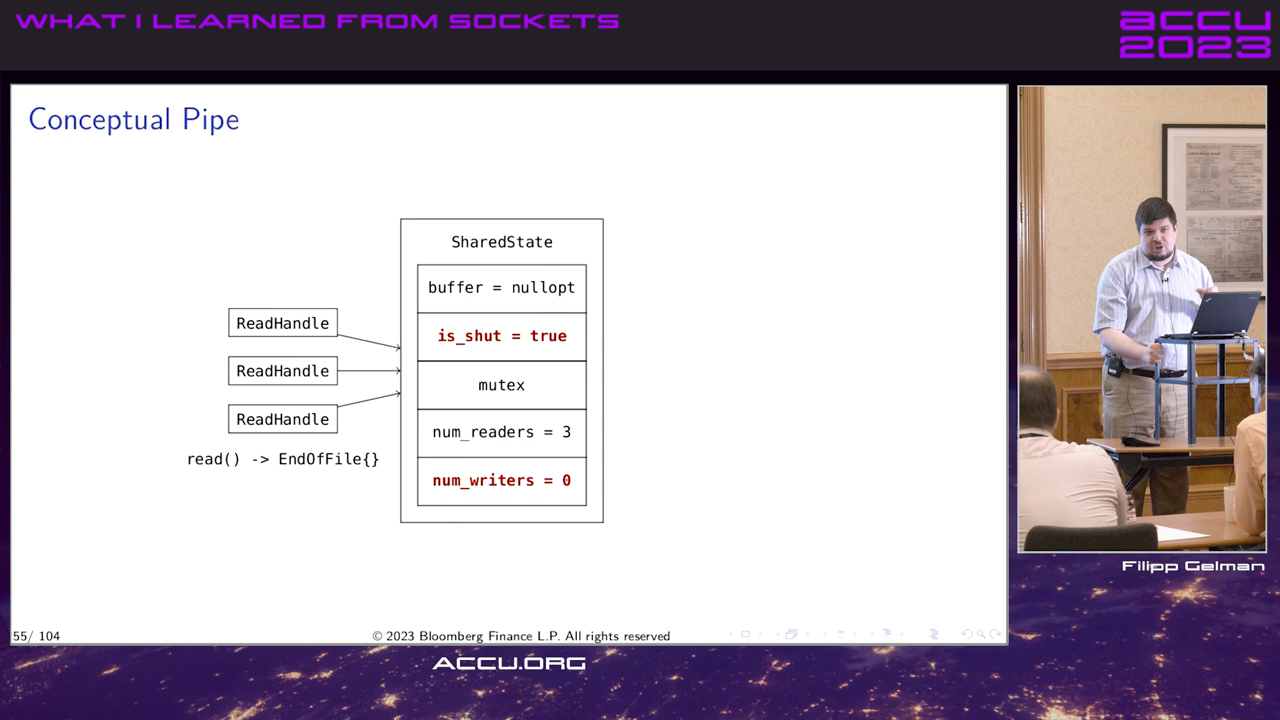 WHAT I LEARNED FROM SOCKETS
accu
2023
Conceptual Pipe
SharedState
buffer = nullopt
is_shut = true
mutex
num_readers = 3
num_writers = 0
ReadHandle
ReadHandle
ReadHandle
read() -> EndOfFile{}
55/ 104
© 2023 Bloomberg Finance L.P. All rights reserved
Filipp Gelman
ACCU.ORG